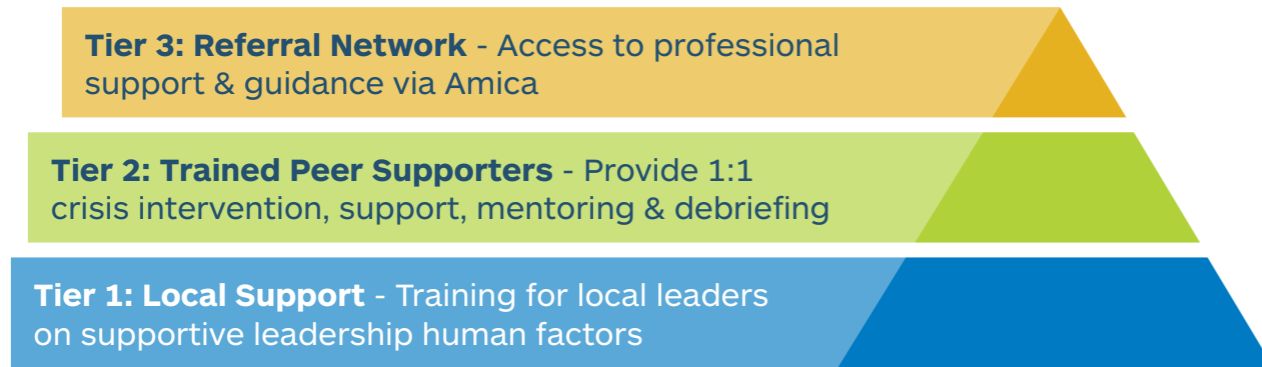 Tier 3: Referral Network - Access to professional
support & guidance via Amica
Tier 2: Trained Peer Supporters - Provide 1:1
crisis intervention, support, mentoring & debriefing
Tier 1: Local Support - Training for local leaders
on supportive leadership human factors